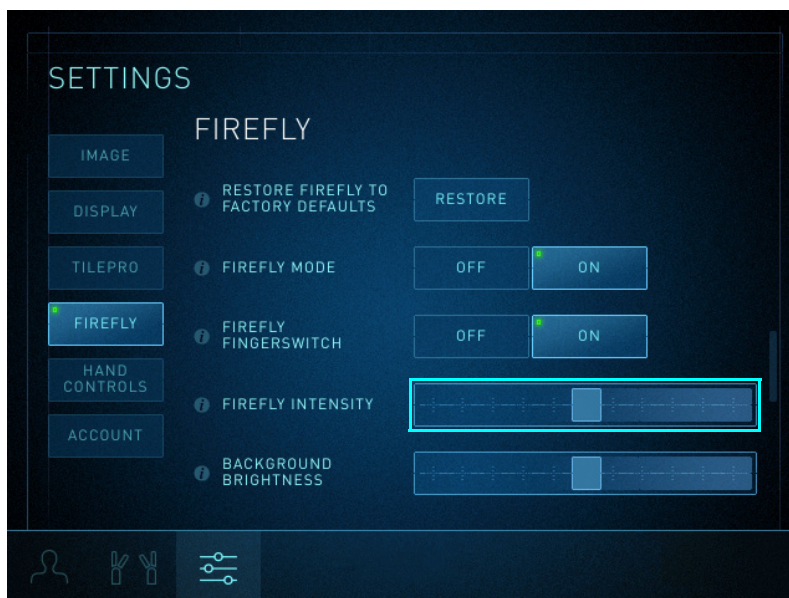 SETTINGS
FIREFLY
IMAGE
DISPLAY
TILEPRO
FIREFLY
HAND
CONTROLS
ACCOUNT
RESTORE FIREFLY TO
FACTORY DEFAULTS
RESTORE
FIREFLY MODE
OFF
ON
FIREFLY
FINGERSWITCH
OFF
ON
FIREFLY INTENSITY
BACKGROUND
BRIGHTNESS